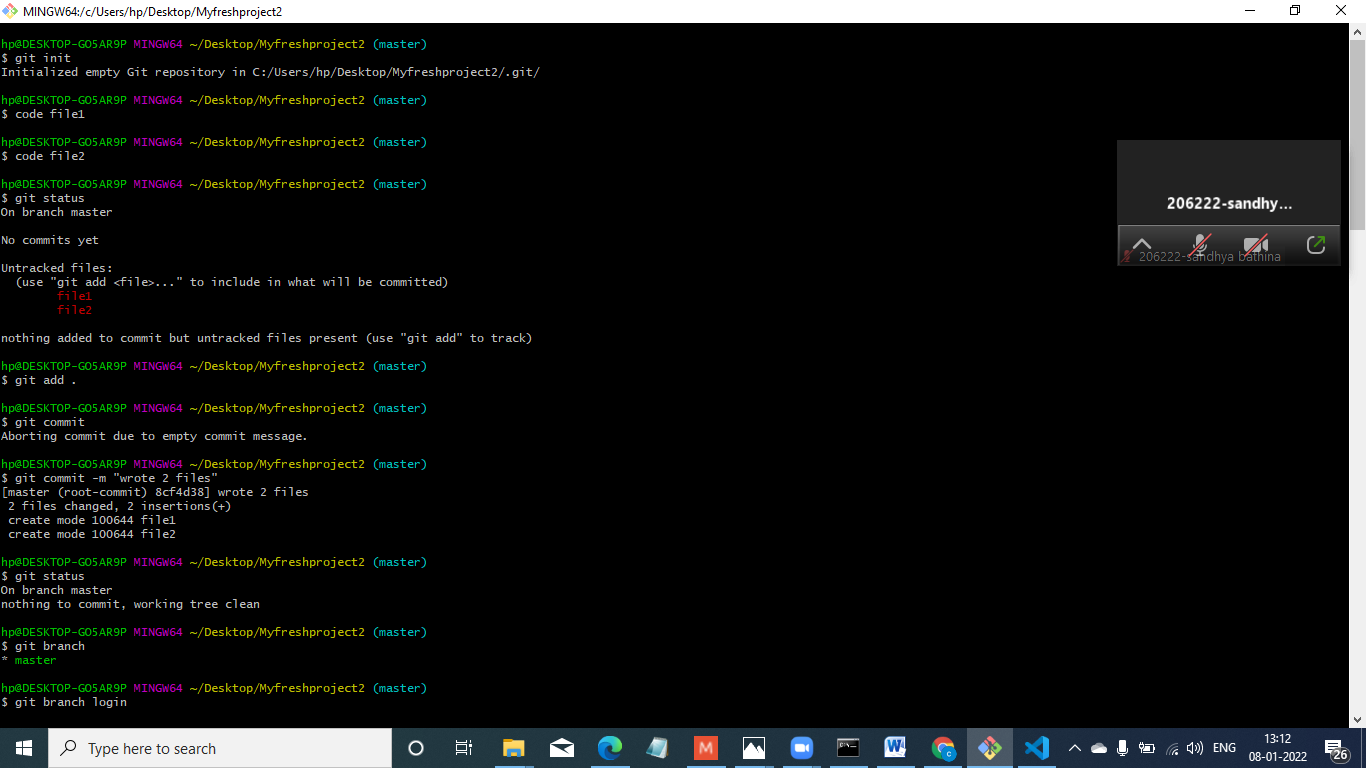 MINGW64:/c/Users/hp/Desktop/Myfreshproject2
hp@DESKTOP-GO5AR9P MINGW64 ~/Desktop/Myfreshproject2 (master)
$ git init
Initialized empty Git repository in C:/Users/hp/Desktop/Myfreshproject2/.git/
hp@DESKTOP-GO5AR9P MINGW64 ~/Desktop/Myfreshproject2 (master)
$ code file1
hp@DESKTOP-GO5AR9P MINGW64 ~/Desktop/Myfreshproject2 (master)
$ code file2
hp@DESKTOP-GO5AR9P MINGW64 ~/Desktop/Myfreshproject2 (master)
$ git status
On branch master
No commits yet
Untracked files:
  (use "git add <file>..." to include in what will be committed)
        file1
        file2
nothing added to commit but untracked files present (use "git add" to track)
hp@DESKTOP-GO5AR9P MINGW64 ~/Desktop/Myfreshproject2 (master)
$ git add .
hp@DESKTOP-GO5AR9P MINGW64 ~/Desktop/Myfreshproject2 (master)
$ git commit
Aborting commit due to empty commit message.
hp@DESKTOP-GO5AR9P MINGW64 ~/Desktop/Myfreshproject2 (master)
$ git commit -m "wrote 2 files"
[master (root-commit) 8cf4d38] wrote 2 files
 2 files changed, 2 insertions(+)
 create mode 100644 file1
 create mode 100644 file2
hp@DESKTOP-GO5AR9P MINGW64 ~/Desktop/Myfreshproject2 (master)
$ git status
On branch master
nothing to commit, working tree clean
hp@DESKTOP-GO5AR9P MINGW64 ~/Desktop/Myfreshproject2 (master)
$ git branch
* master
hp@DESKTOP-GO5AR9P MINGW64 ~/Desktop/Myfreshproject2 (master)
$ git branch login
206222-sandhy...
206222-sandhya bathina
Type here to search
ENG
13:12
08-01-2022
26